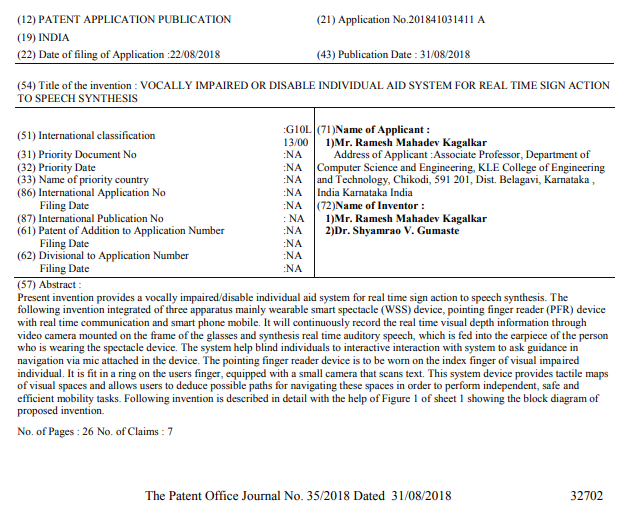 (12) PATENT APPLICATION PUBLICATION
(21) Application No.201841031411 A
(19) INDIA
(22) Date of filing of Application :22/08/2018
(43) Publication Date : 31/08/2018
(54) Title of the invention : VOCALLY IMPAIRED OR DISABLE INDIVIDUAL AID SYSTEM FOR REAL TIME SIGN ACTION
TO SPEECH SYNTHESIS
(51) International classification :G10L 13/00
(31) Priority Document No :NA
(32) Priority Date :NA
(33) Name of priority country :NA
(86) International Application No :NA
Filing Date :NA
(87) International Publication No : NA
(61) Patent of Addition to Application Number :NA
Filing Date :NA
(62) Divisional to Application Number :NA
Filing Date :NA
(71)Name of Applicant :
1)Mr. Ramesh Mahadev Kagalkar
Address of Applicant :Associate Professor, Department of
Computer Science and Engineering, KLE College of Engineering
and Technology, Chikodi, 591 201, Dist. Belagavi, Karnataka ,
India Karnataka India
(72)Name of Inventor :
1)Mr. Ramesh Mahadev Kagalkar
2)Dr. Shyamrao V. Gumaste
(57) Abstract :
Present invention provides a vocally impaired/disable individual aid system for real time sign action to speech synthesis. The
following invention integrated of three apparatus mainly wearable smart spectacle (WSS) device, pointing finger reader (PFR) device
with real time communication and smart phone mobile. It will continuously record the real time visual depth information through
video camera mounted on the frame of the glasses and synthesis real time auditory speech, which is fed into the earpiece of the person
who is wearing the spectacle device. The system help blind individuals to interactive interaction with system to ask guidance in
navigation via mic attached in the device. The pointing finger reader device is to be worn on the index finger of visual impaired
individual. It is fit in a ring on the users finger, equipped with a small camera that scans text. This system device provides tactile maps
of visual spaces and allows users to deduce possible paths for navigating these spaces in order to perform independent, safe and
efficient mobility tasks. Following invention is described in detail with the help of Figure 1 of sheet 1 showing the block diagram of
proposed invention.
No. of Pages : 26 No. of Claims : 7
The Patent Office Journal No. 35/2018 Dated 31/08/2018
32702